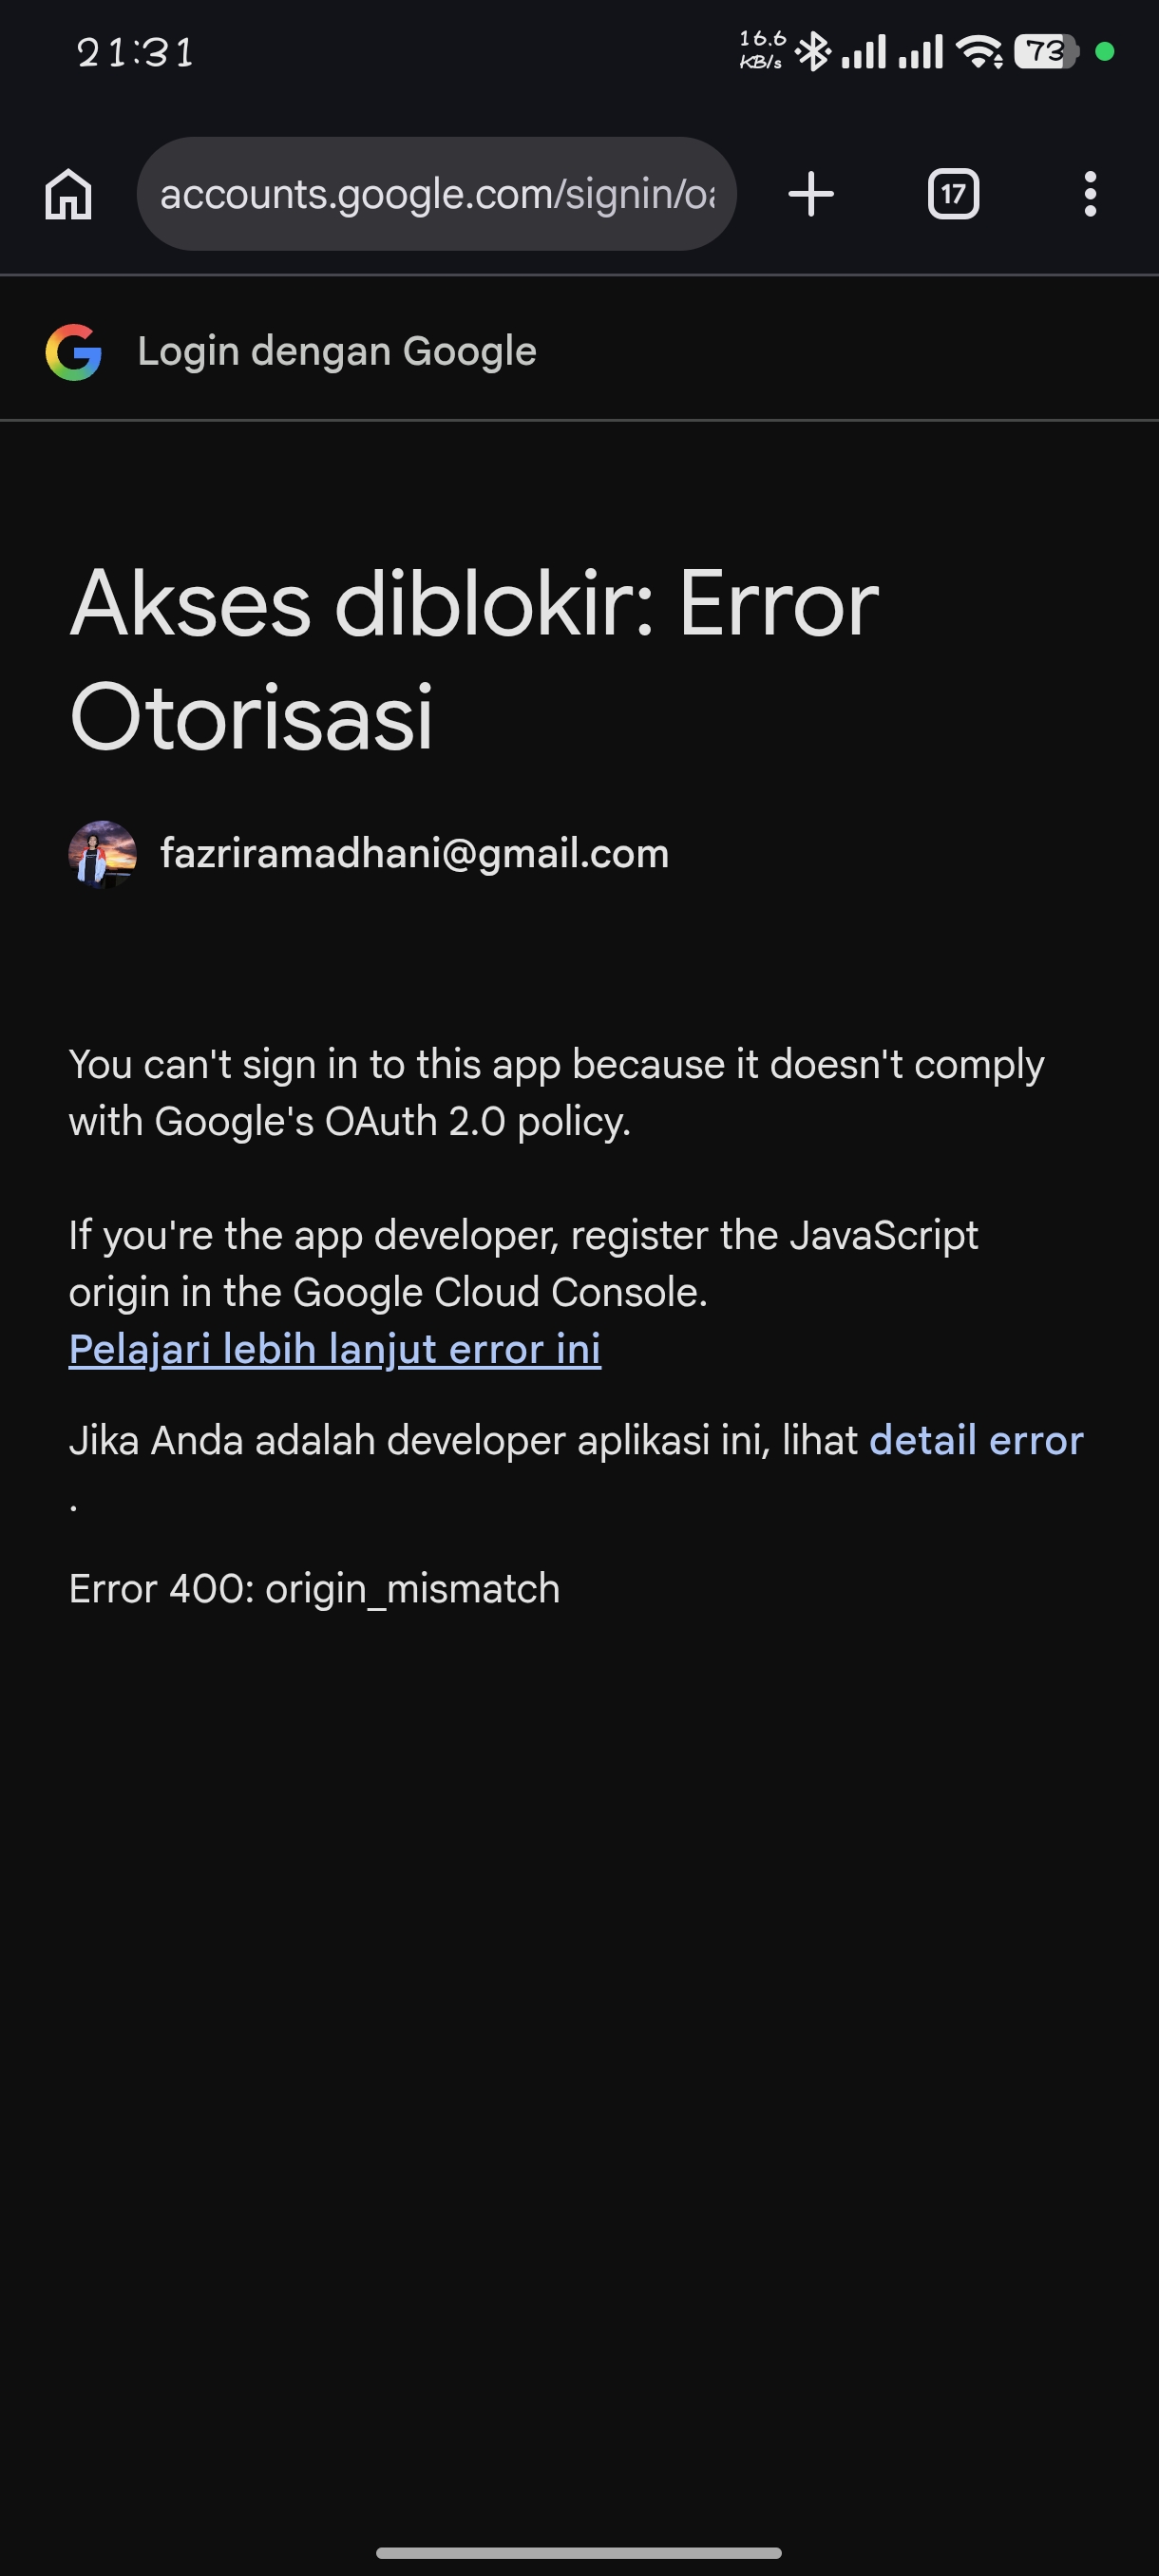 21:31
16.6
KB/s
73
accounts.google.com/signin/oa
17
Login dengan Google
Akses diblokir: Error
Otorisasi
fazriramadhani@gmail.com
You can't sign in to this app because it doesn't comply
with Google's OAuth 2.0 policy.
If you're the app developer, register the JavaScript
origin in the Google Cloud Console.
Pelajari lebih lanjut error ini
Jika Anda adalah developer aplikasi ini, lihat detail error
.
Error 400: origin_mismatch